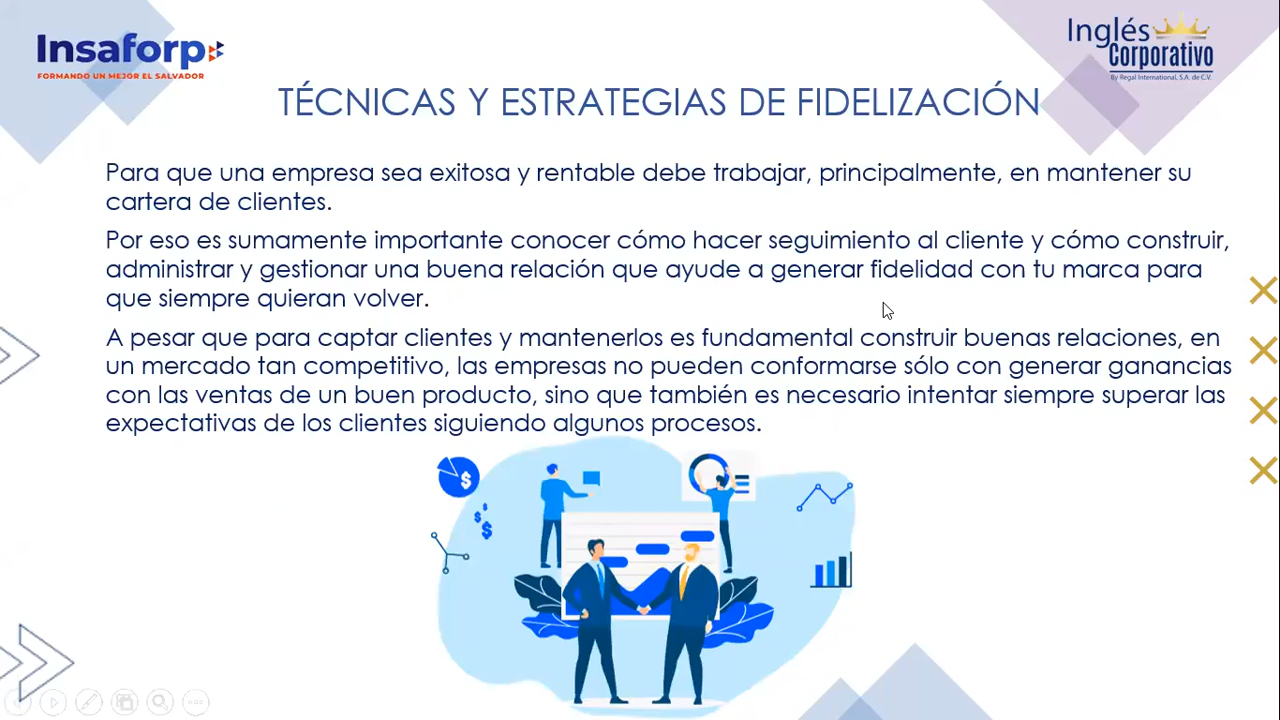 Insaforp
FORMANDO UN MEJOR EL SALVADOR
Inglés
Corporativo
By Regal International, S.A. de C.V.
TÉCNICAS Y ESTRATEGIAS DE FIDELIZACIÓN
Para que una empresa sea exitosa y rentable debe trabajar, principalmente, en mantener su
cartera de clientes.
Por eso es sumamente importante conocer cómo hacer seguimiento al cliente y cómo construir,
administrar y gestionar una buena relación que ayude a generar fidelidad con tu marca para
que siempre quieran volver.
A pesar que para captar clientes y mantenerlos es fundamental construir buenas relaciones, en
un mercado tan competitivo, las empresas no pueden conformarse sólo con generar ganancias
con las ventas de un buen producto, sino que también es necesario intentar siempre superar las
expectativas de los clientes siguiendo algunos procesos.
$
$
$
$